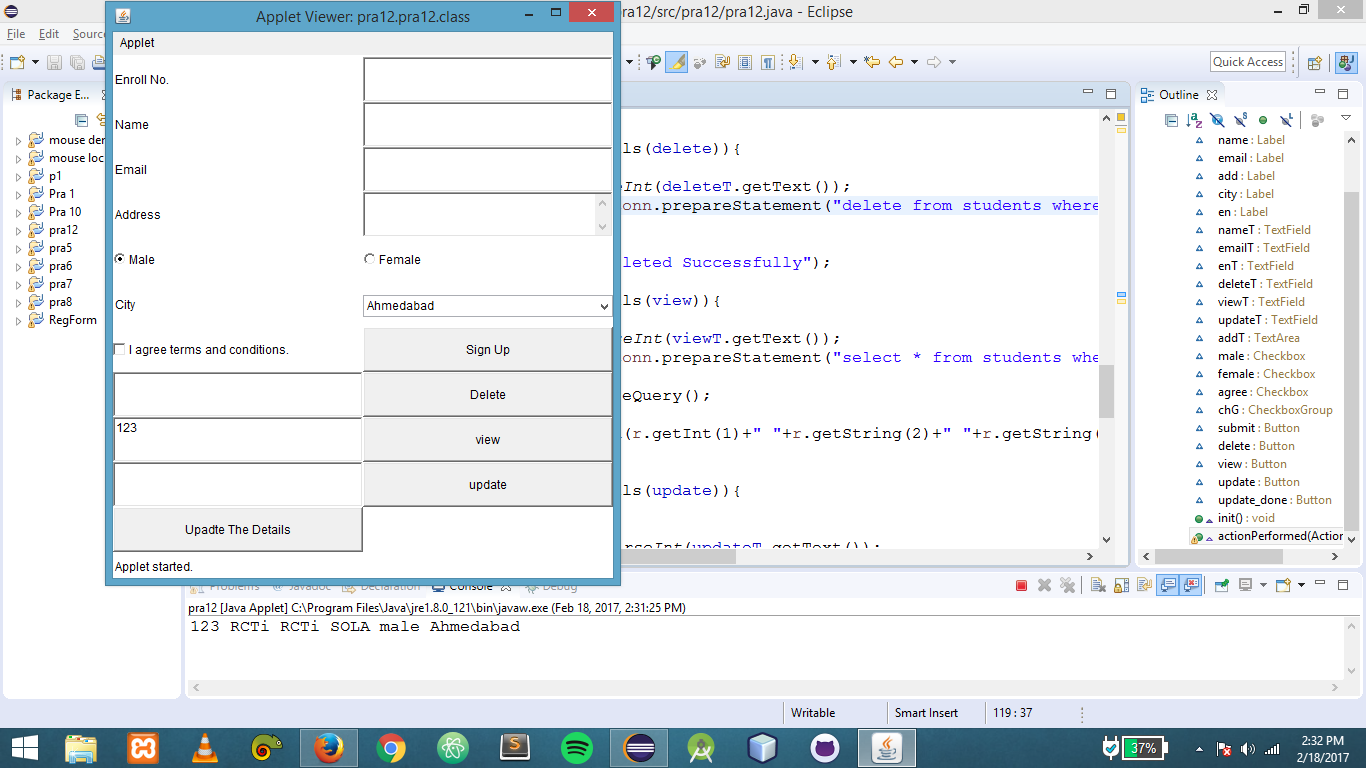 Applet Viewer: pra12.pra12.class
ra12/src/pra12/pra12.java - Eclipse
File Edit Sourc
Applet
Quick Access
Enroll No.
Name
Email
Address
Male
Female
City
Ahmedabad
I agree terms and conditions.
Sign Up
Delete
123
view
update
Upadte The Details
Applet started.
Package E...
mouse der
mouse loc
p1
Pra 1
Pra 10
pra12
pra5
pra6
pra7
pra8
RegForm
ls(delete)){
Int(deleteT.getText());
onn.prepareStatement("delete from students where
leted Successfully");
ls(view)){
eInt(viewT.getText());
onn.prepareStatement("select * from students whe
eQuery();
(r.getInt(1)+" "+r.getString(2)+" "+r.getString(
ls(update)){
rseInt(updateT.getText());
Outline
name : Label
email : Label
add : Label
city : Label
en : Label
nameT : TextField
emailT : TextField
enT : TextField
deleteT : TextField
viewT : TextField
updateT : TextField
addT : TextArea
male : Checkbox
female : Checkbox
agree : Checkbox
chG : CheckboxGroup
submit : Button
delete : Button
view : Button
update : Button
update_done : Button
init() : void
actionPerformed(Action
Problems Javadoc Declaration Console Debug
pra12 [Java Applet] C:\Program Files\Java\jre1.8.0_121\bin\javaw.exe (Feb 18, 2017, 2:31:25 PM)
123 RCTi RCTi SOLA male Ahmedabad
Writable
Smart Insert
119 : 37
37%
2:32 PM
2/18/2017